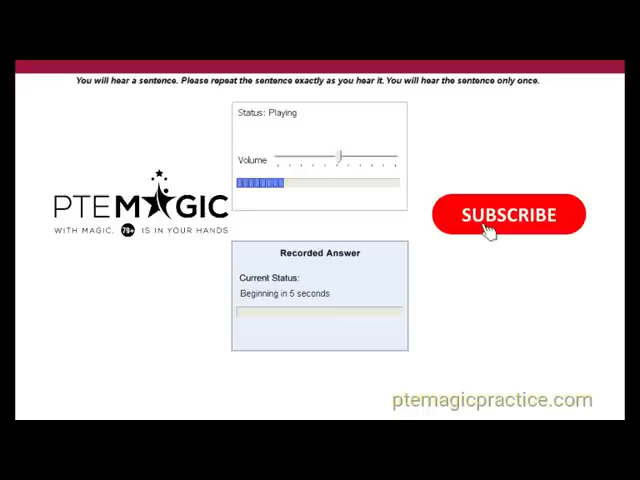 You will hear a sentence. Please repeat the sentence exactly as you hear it. You will hear the sentence only once.
Status: Playing
Volume
PTEMAGIC
WITH MAGIC, 79+ IS IN YOUR HANDS
SUBSCRIBE
Recorded Answer
Current Status:
Beginning in 5 seconds
ptemagicpractice.com